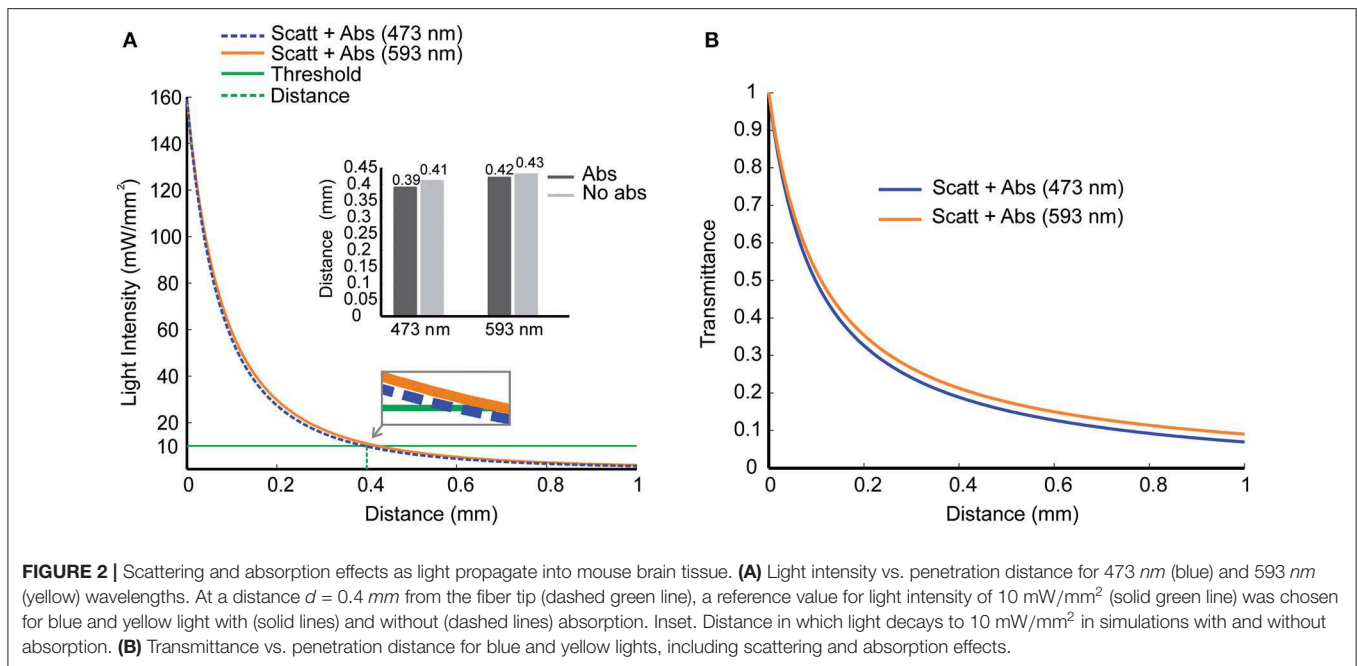 A
Scatt + Abs (473 nm)
Scatt + Abs (593 nm)
Threshold
Distance
160
140
120
100
80
60
40
20
10
0
0.2
0.4
0.6
0.8
1
Light Intensity (mW/mm²)
Distance (mm)
0.45
0.4
0.35
0.3
0.25
0.2
0.15
0.1
0.05
0
Distance (mm)
0.39
0.41
0.42
0.43
Abs
No abs
473 nm
593 nm
B
Scatt + Abs (473 nm)
Scatt + Abs (593 nm)
1
0.9
0.8
0.7
0.6
0.5
0.4
0.3
0.2
0.1
0
Transmittance
0
0.2
0.4
0.6
0.8
1
Distance (mm)
FIGURE 2 | Scattering and absorption effects as light propagate into mouse brain tissue. (A) Light intensity vs. penetration distance for 473 nm (blue) and 593 nm
(yellow) wavelengths. At a distance d = 0.4 mm from the fiber tip (dashed green line), a reference value for light intensity of 10 mW/mm² (solid green line) was chosen
for blue and yellow light with (solid lines) and without (dashed lines) absorption. Inset. Distance in which light decays to 10 mW/mm² in simulations with and without
absorption. (B) Transmittance vs. penetration distance for blue and yellow lights, including scattering and absorption effects.